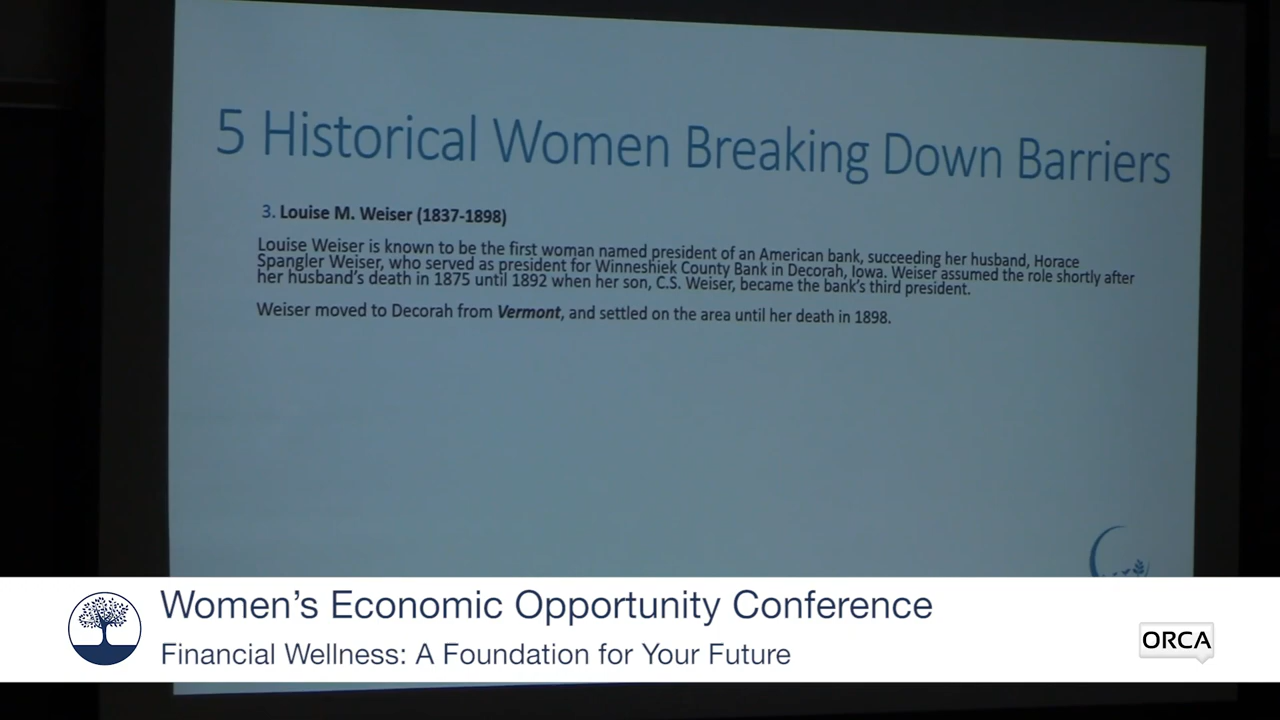 5 Historical Women Breaking Down Barriers
3. Louise M. Weiser (1837-1898)
Louise Weiser is known to be the first woman named president of an American bank, succeeding her husband, Horace
Spangler Weiser, who served as president for Winneshiek County Bank in Decorah, Iowa. Weiser assumed the role shortly after
her husband's death in 1875 until 1892 when her son, C.S. Weiser, became the bank's third president.
Weiser moved to Decorah from Vermont, and settled on the area until her death in 1898.
Women's Economic Opportunity Conference
Financial Wellness: A Foundation for Your Future
ORCA